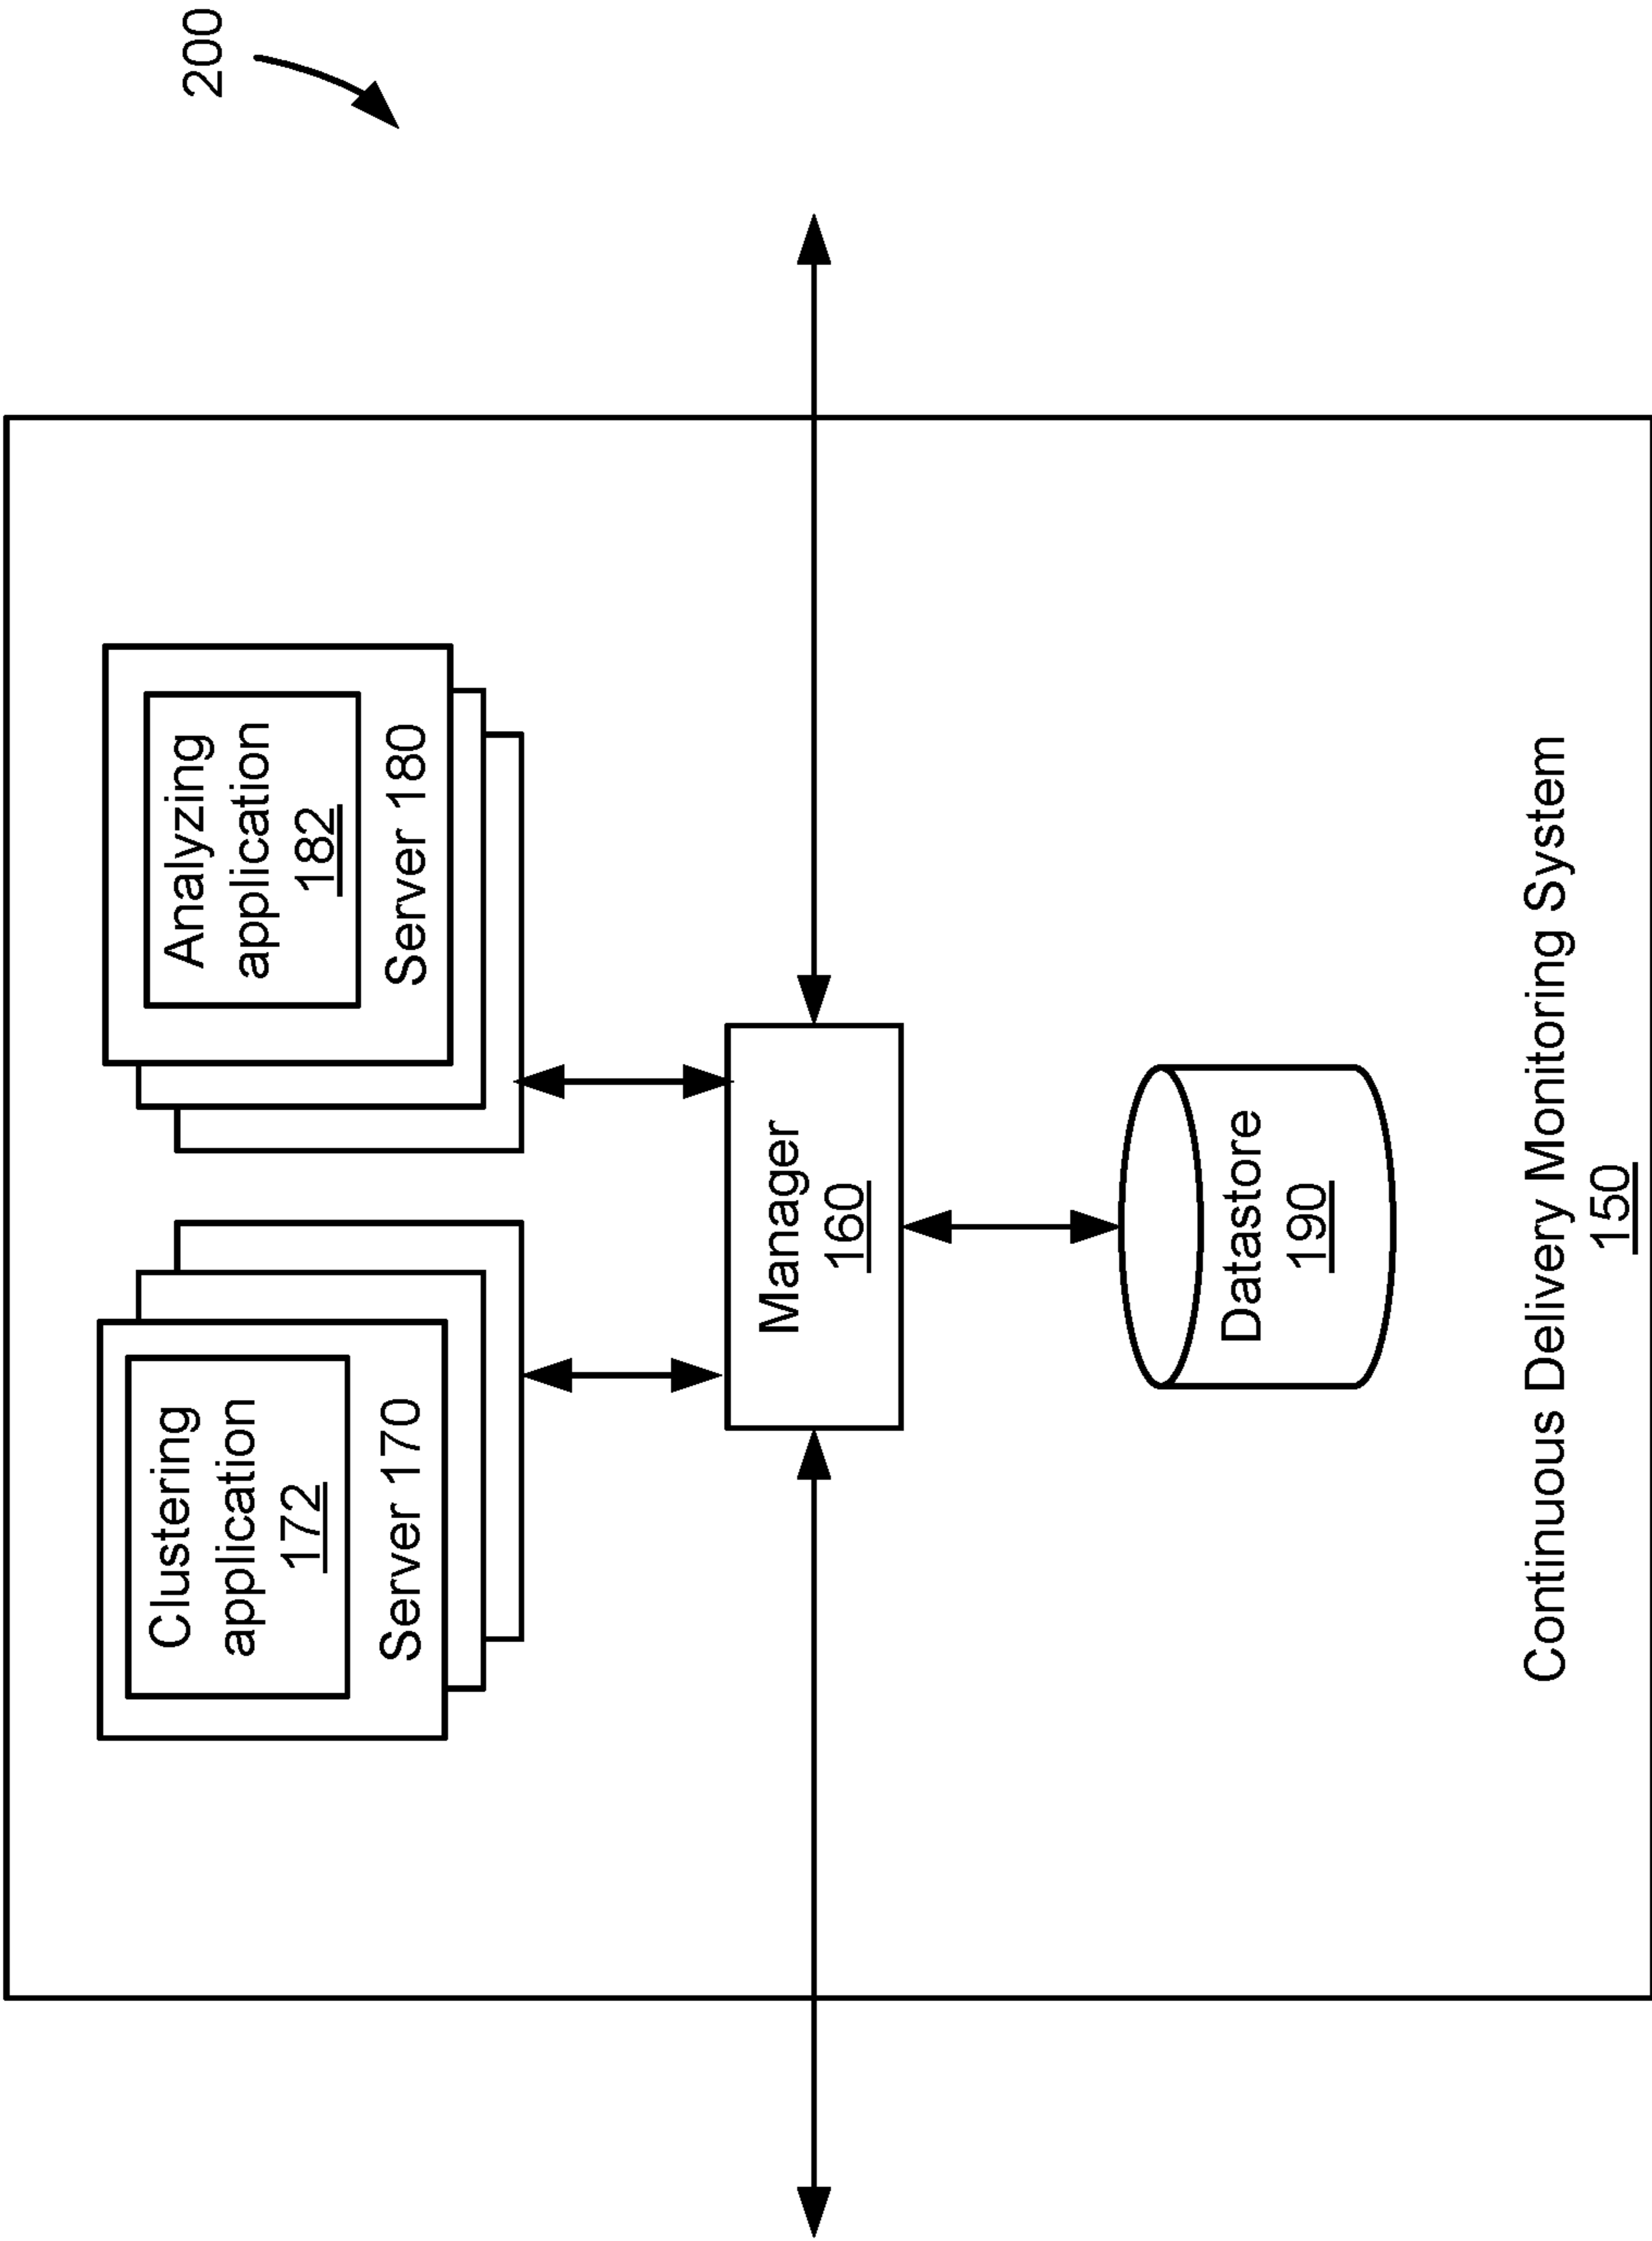 200
Clustering
application
172
Server 170
Analyzing
application
182
Server 180
Manager
160
Datastore
190
Continuous Delivery Monitoring System
150